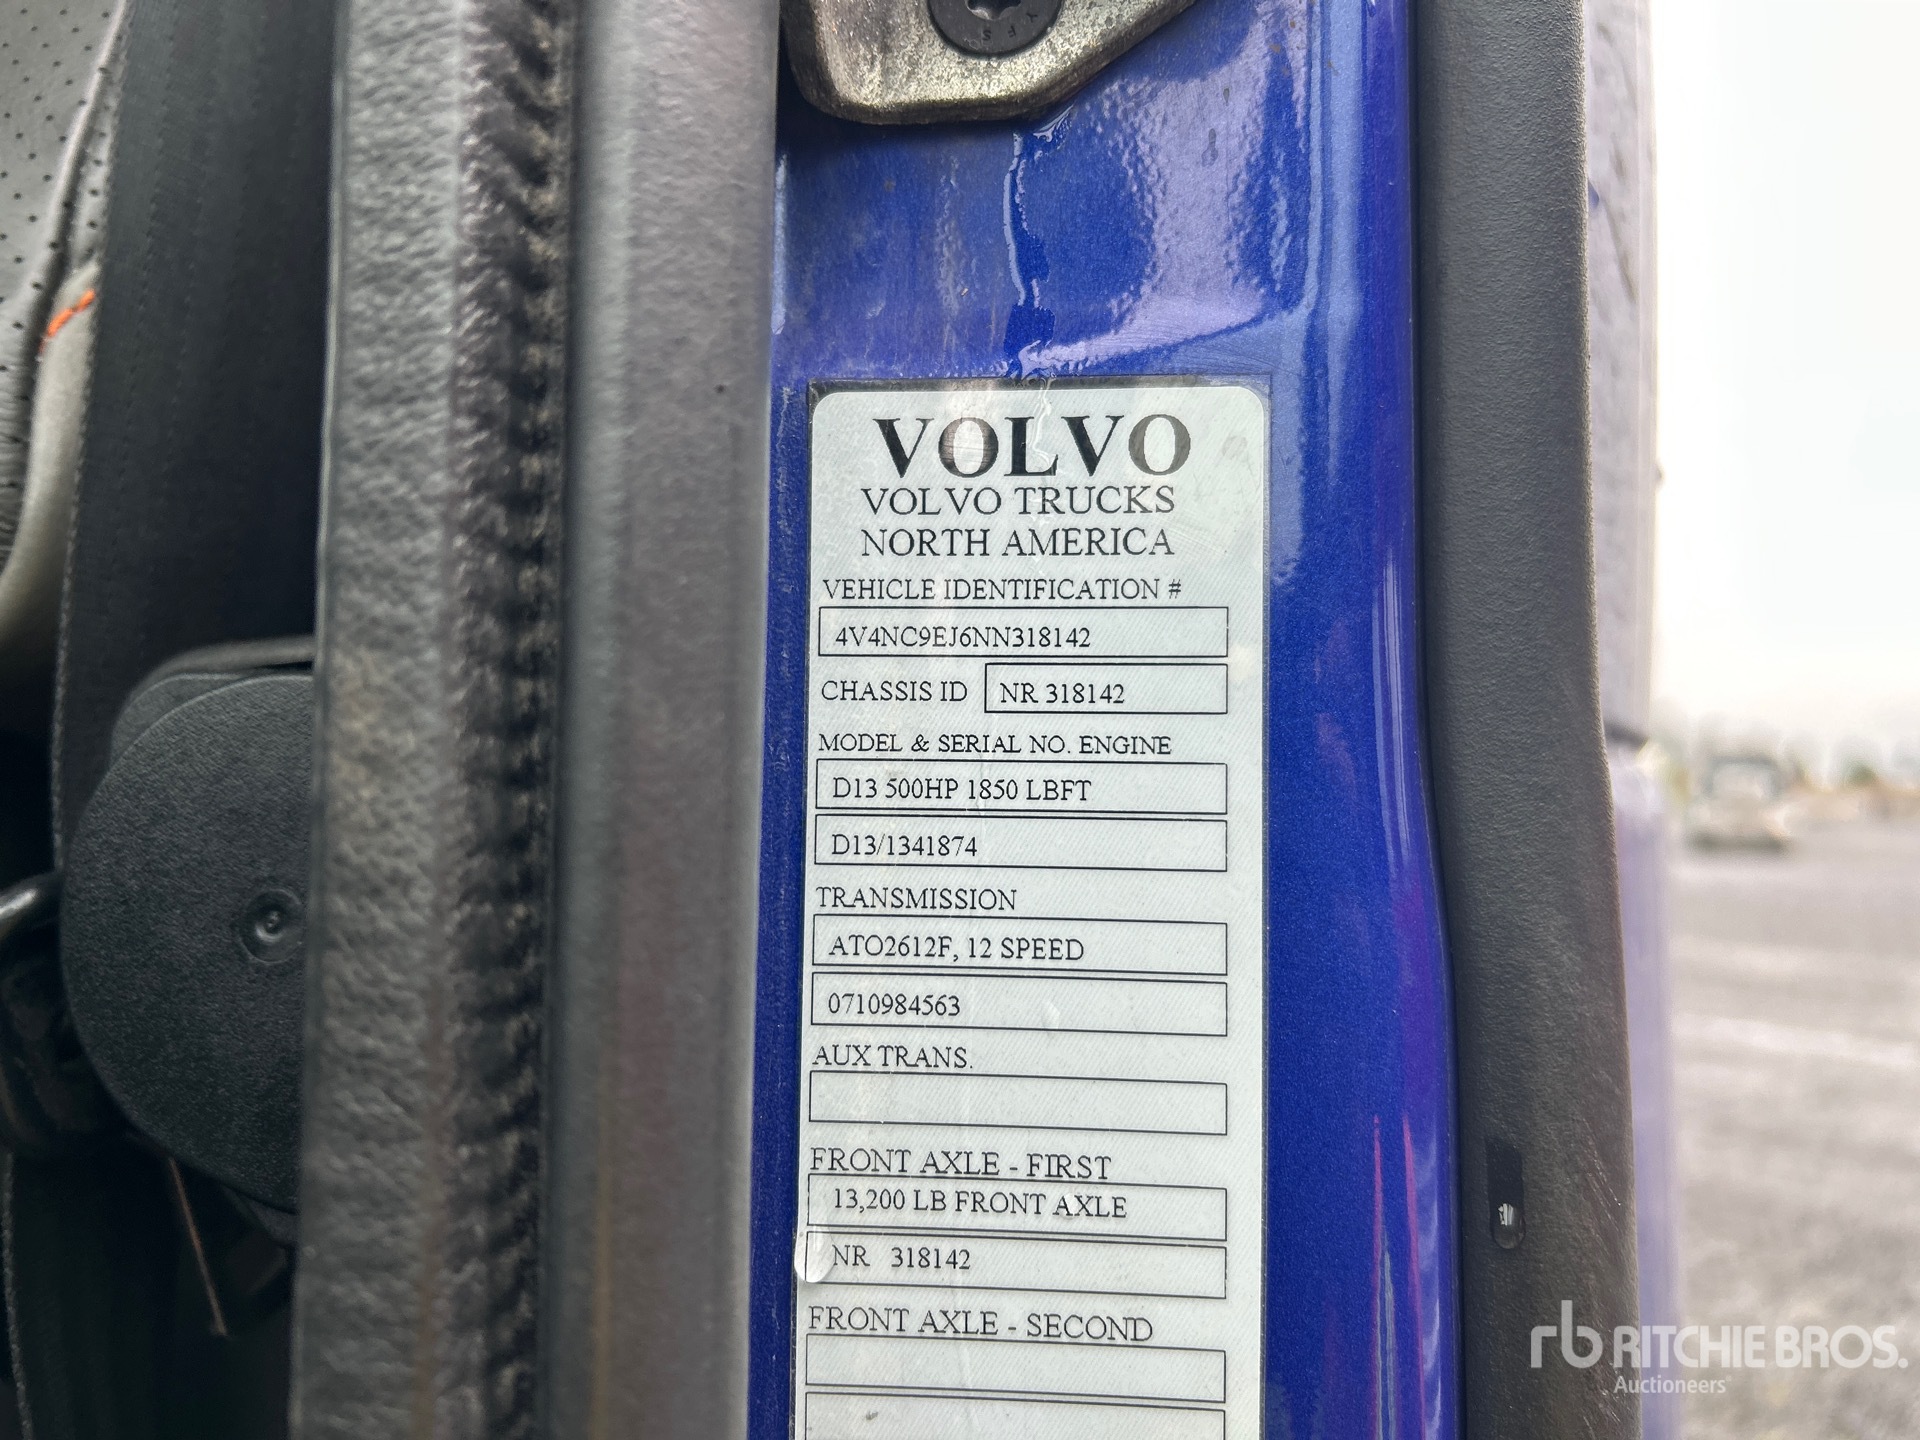 VOLVO
VOLVO TRUCKS
NORTH AMERICA
VEHICLE IDENTIFICATION #
4V4NC9EJ6NN318142
CHASSIS ID NR 318142
MODEL & SERIAL NO. ENGINE
D13 500HP 1850 LBFT
D13/1341874
TRANSMISSION
ATO2612F, 12 SPEED
0710984563
AUX TRANS.
FRONT AXLE - FIRST
13,200 LB FRONT AXLE
NR 318142
FRONT AXLE - SECOND
rb RITCHIE BROS.
Auctioneers